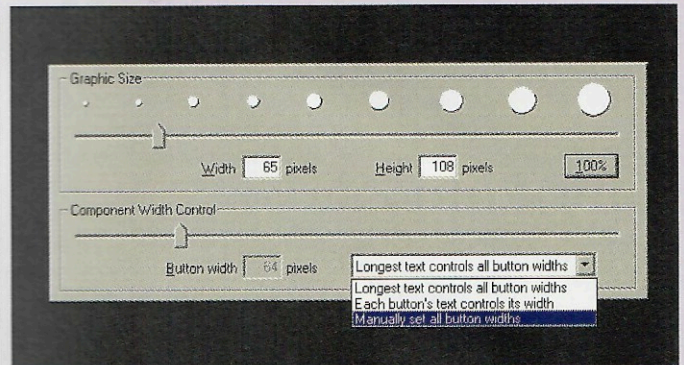 Graphic Size
Width 65 pixels Height 108 pixels 100%
Component Width Control
Button width 64 pixels Longest text controls all button widths
Longest text controls all button widths
Each button's text controls its width
Manually set all button widths